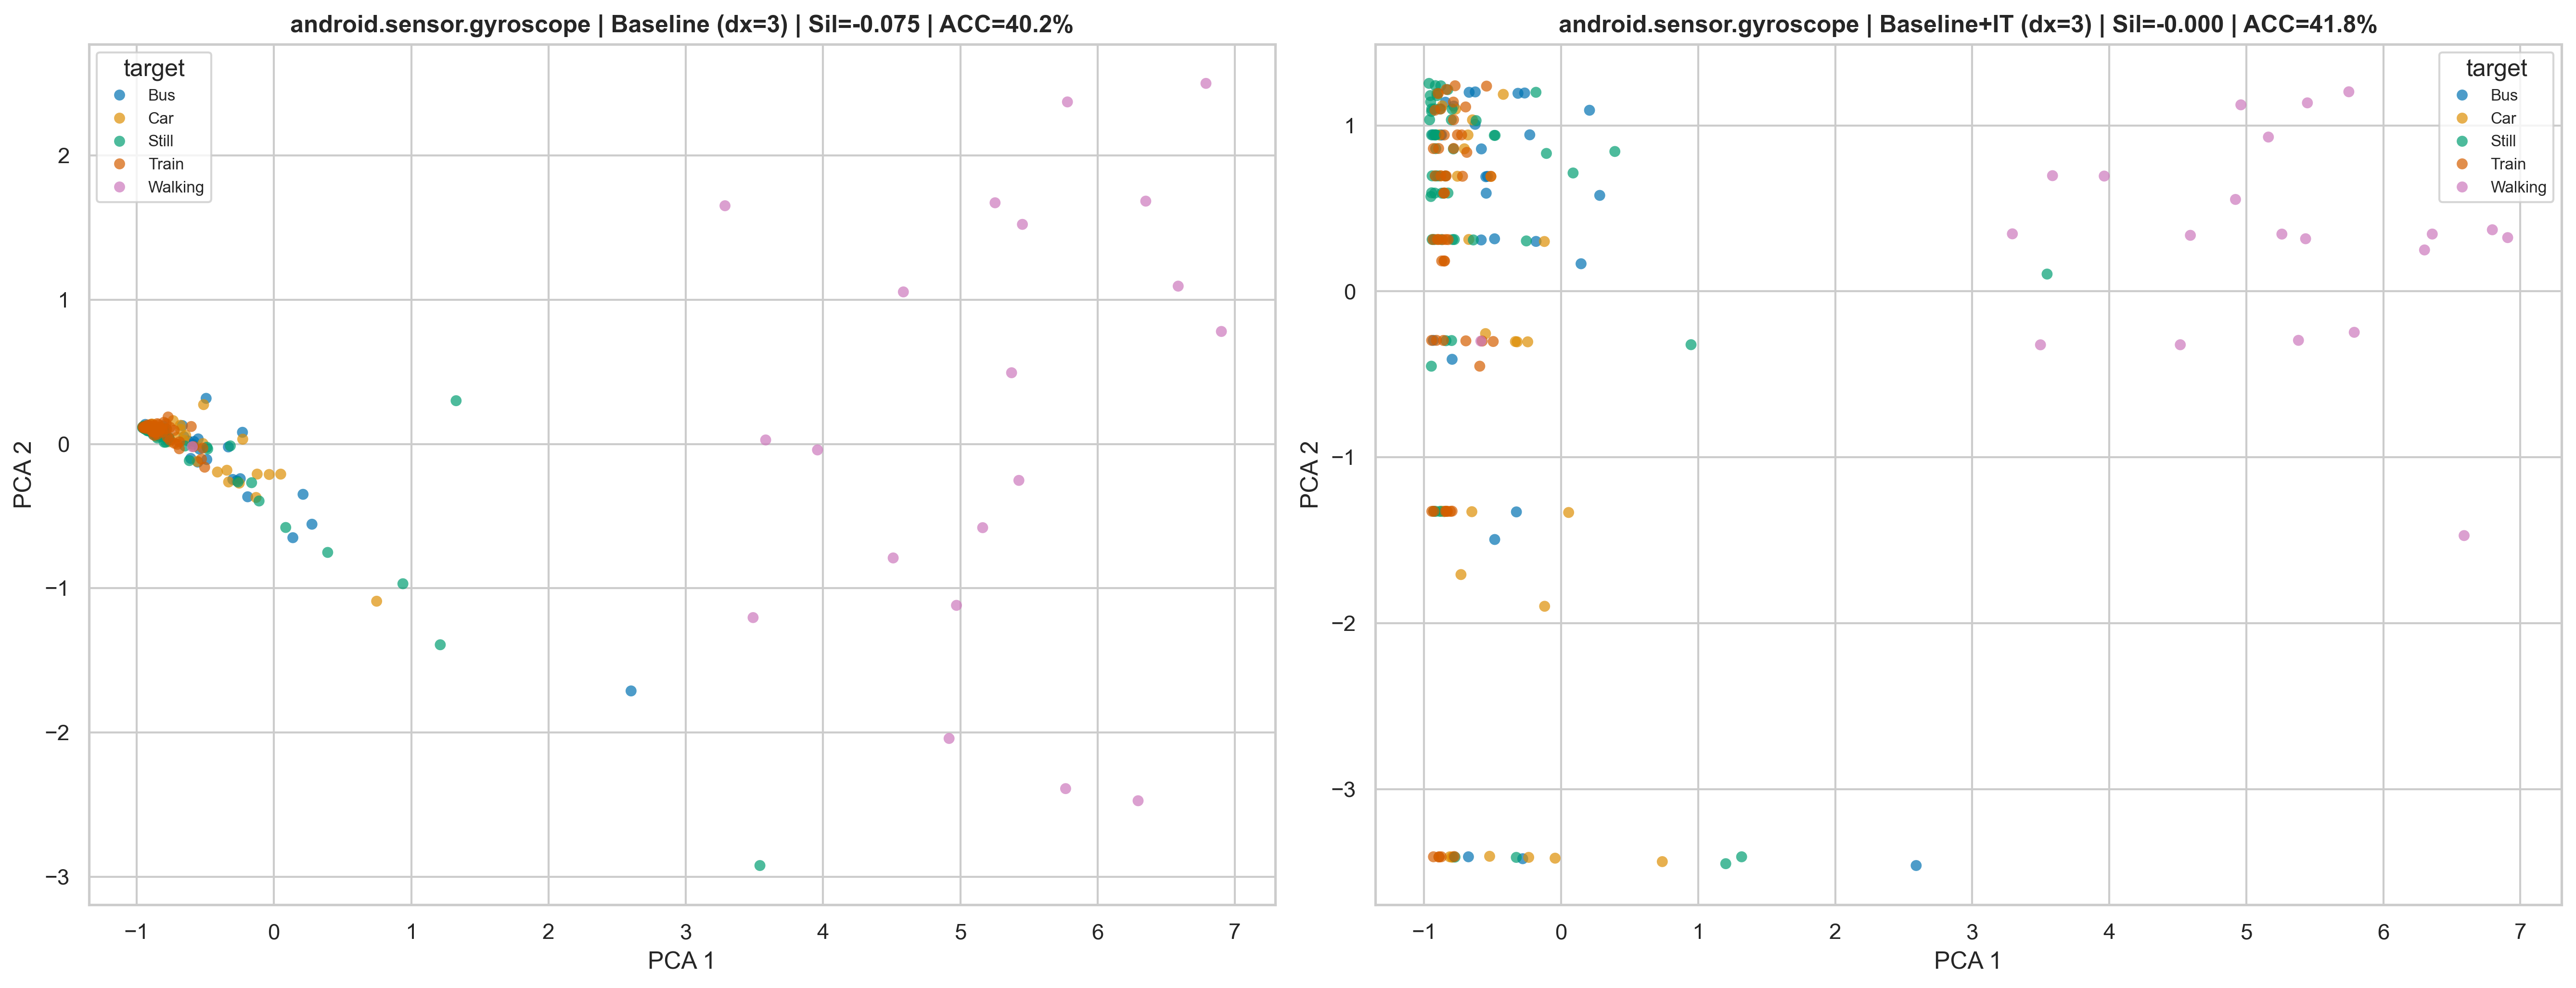 android.sensor.gyroscope | Baseline (dx=3) | Sil=-0.075 | ACC=40.2%
target
Bus
Car
Still
Train
Walking
PCA 2
2
1
0
−1
−2
−3
−1 0 1 2 3 4 5 6 7
PCA 1
android.sensor.gyroscope | Baseline+IT (dx=3) | Sil=-0.000 | ACC=41.8%
target
Bus
Car
Still
Train
Walking
PCA 2
1
0
−1
−2
−3
−1 0 1 2 3 4 5 6 7
PCA 1